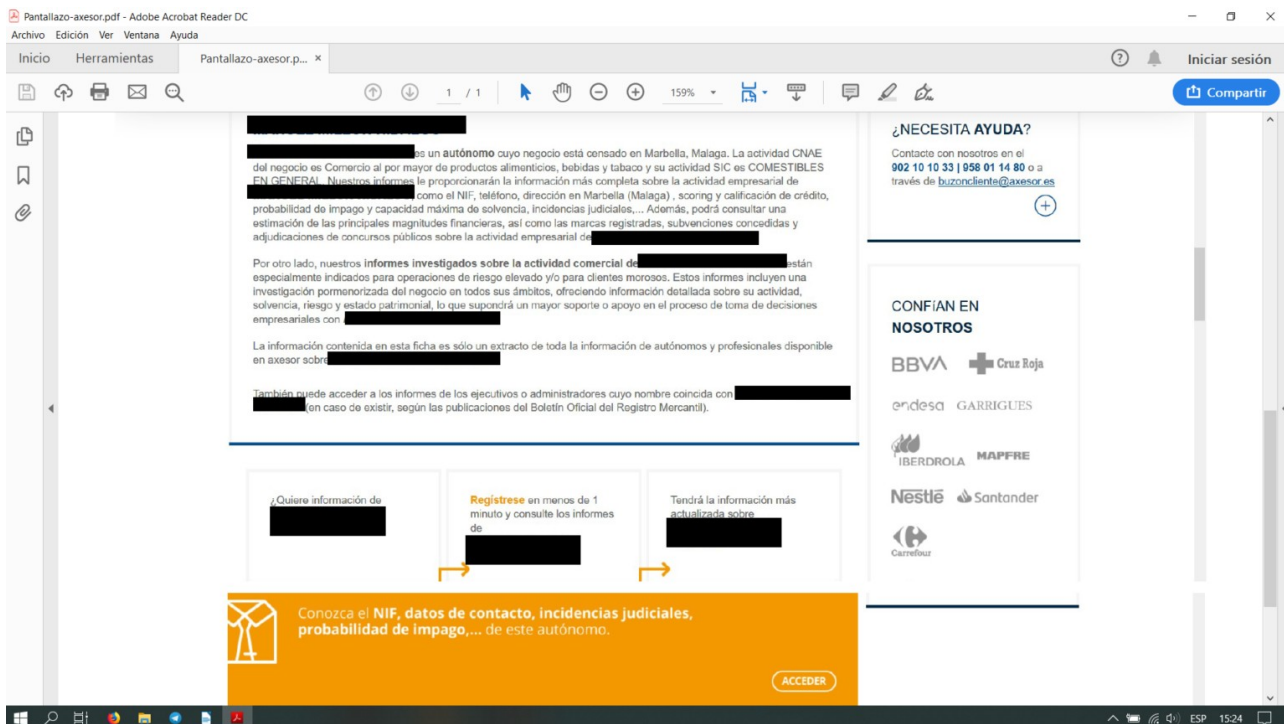 Pantallazo-axesor.pdf - Adobe Acrobat Reader DC
Archivo Edición Ver Ventana Ayuda
Inicio Herramientas Pantallazo-axesor.p... × Iniciar sesión
1 / 1 159% Compartir
es un autónomo cuyo negocio está censado en Marbella, Malaga. La actividad CNAE
del negocio es Comercio al por mayor de productos alimenticios, bebidas y tabaco y su actividad SIC es COMESTIBLES
EN GENERAL. Nuestros informes le proporcionarán la información más completa sobre la actividad empresarial de
como el NIF, teléfono, dirección en Marbella (Malaga) , scoring y calificación de crédito,
probabilidad de impago y capacidad máxima de solvencia, incidencias judiciales,... Además, podrá consultar una
estimación de las principales magnitudes financieras, así como las marcas registradas, subvenciones concedidas y
adjudicaciones de concursos públicos sobre la actividad empresarial de
Por otro lado, nuestros informes investigados sobre la actividad comercial de están
especialmente indicados para operaciones de riesgo elevado y/o para clientes morosos. Estos informes incluyen una
investigación pormenorizada del negocio en todos sus ámbitos, ofreciendo información detallada sobre su actividad,
solvencia, riesgo y estado patrimonial, lo que supondrá un mayor soporte o apoyo en el proceso de toma de decisiones
empresariales con
La información contenida en esta ficha es sólo un extracto de toda la información de autónomos y profesionales disponible
en axesor sobre
También puede acceder a los informes de los ejecutivos o administradores cuyo nombre coincida con
(en caso de existir, según las publicaciones del Boletín Oficial del Registro Mercantil).
¿Quiere información de
Regístrese en menos de 1
minuto y consulte los informes
de
Tendrá la información más
actualizada sobre
Conozca el NIF, datos de contacto, incidencias judiciales,
probabilidad de impago,... de este autónomo.
ACCEDER
¿NECESITA AYUDA?
Contacte con nosotros en el
902 10 10 33 | 958 01 14 80 o a
través de buzoncliente@axesor.es
CONFíAN EN
NOSOTROS
BBVA Cruz Roja
endesa GARRIGUES
IBERDROLA MAPFRE
Nestlé Santander
Carrefour
ESP 15:24